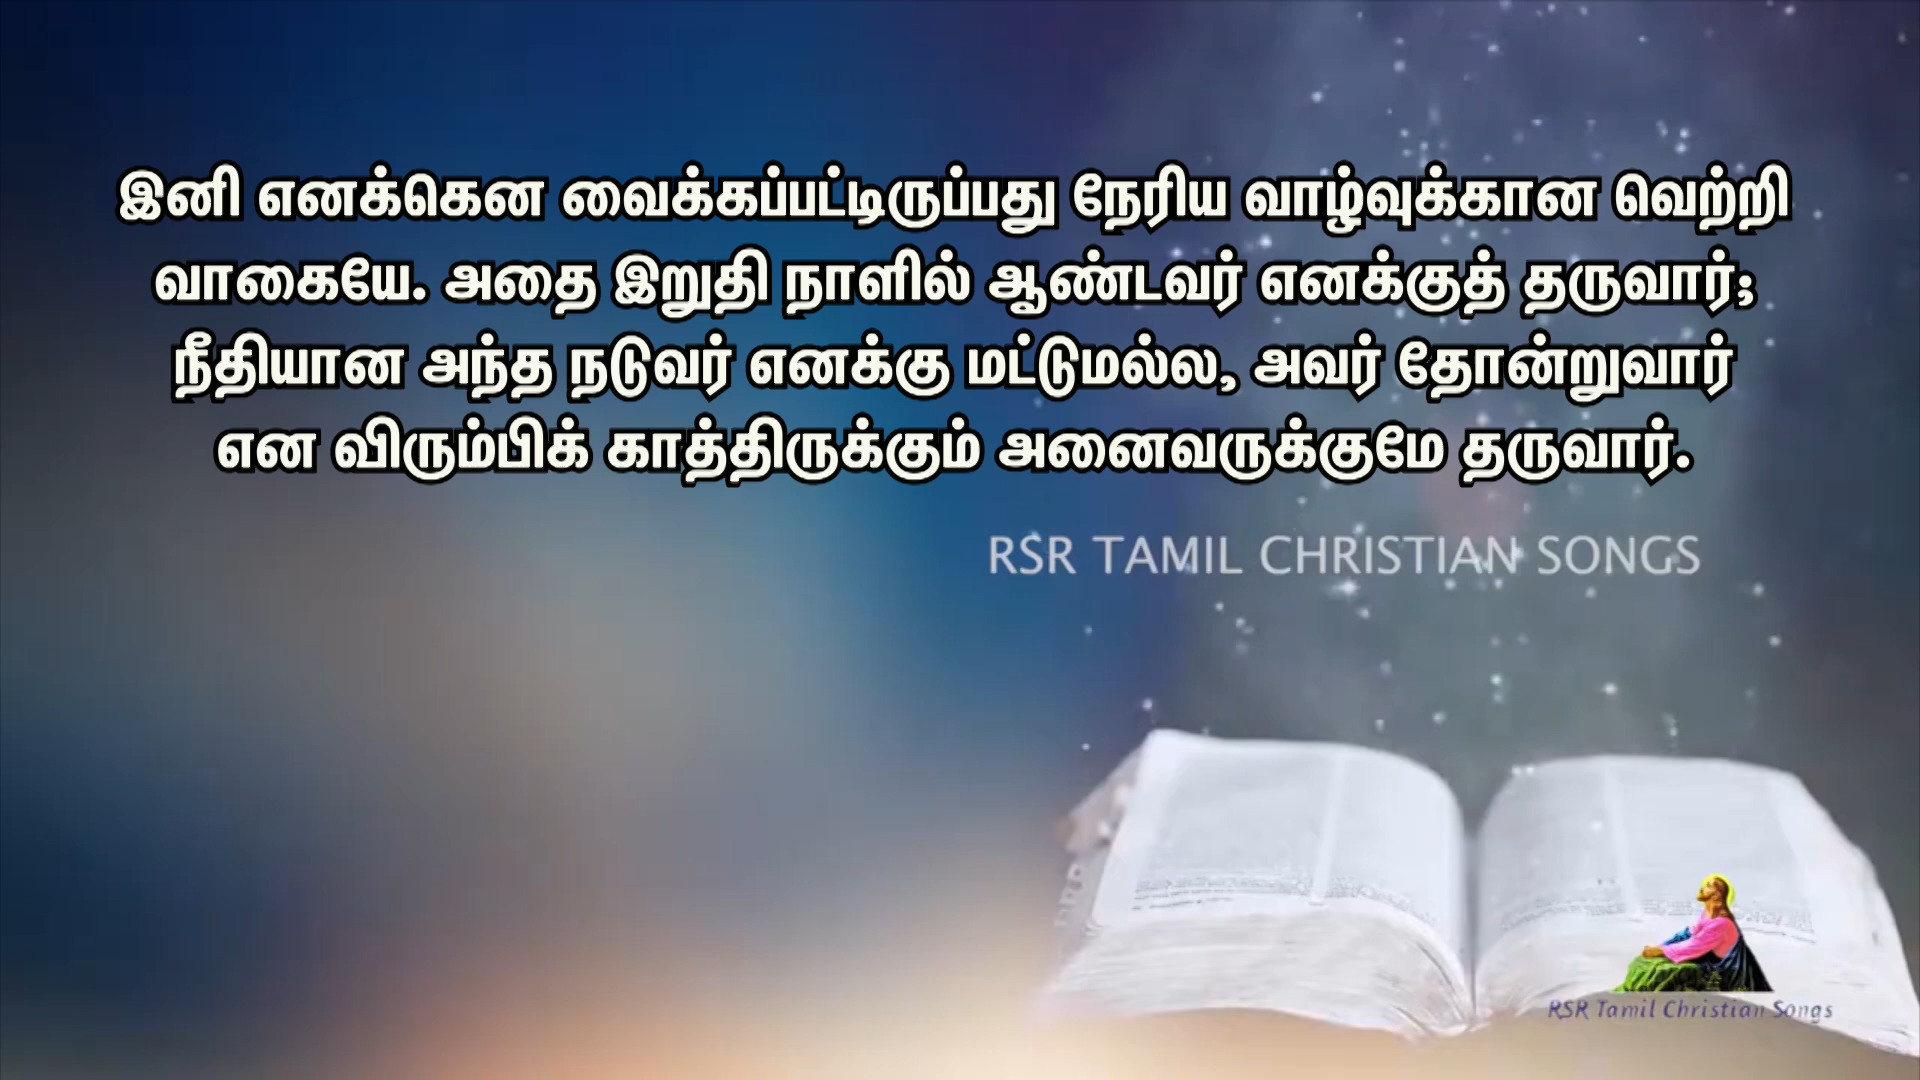 இனி எனக்கென வைக்கப்பட்டிருப்பது நேரிய வாழ்வுக்கான வெற்றி
வாகையே. அதை இறுதி நாளில் ஆண்டவர் எனக்குத் தருவார்;
நீதியான அந்த நடுவர் எனக்கு மட்டுமல்ல, அவர் தோன்றுவார்
என விரும்பிக் காத்திருக்கும் அனைவருக்குமே தருவார்.
RSR TAMIL CHRISTIAN SONGS
RSR Tamil Christian Songs